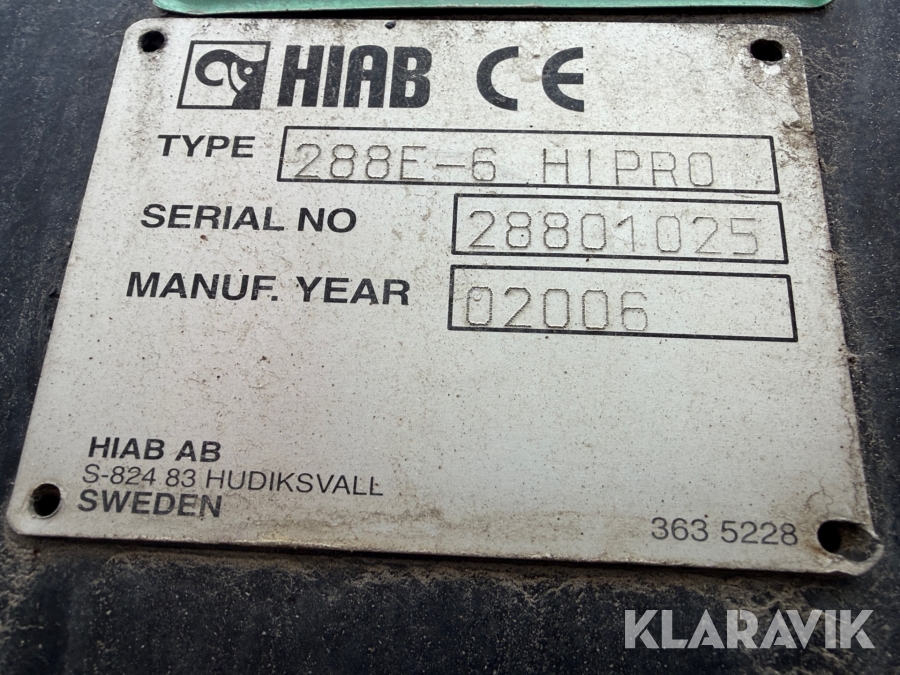 HIAB CE
TYPE 288E-6 HIPRO
SERIAL NO 28801025
MANUF. YEAR 02006
HIAB AB
S-824 83 HUDIKSVALL
SWEDEN
363 5228
KLARAVIK